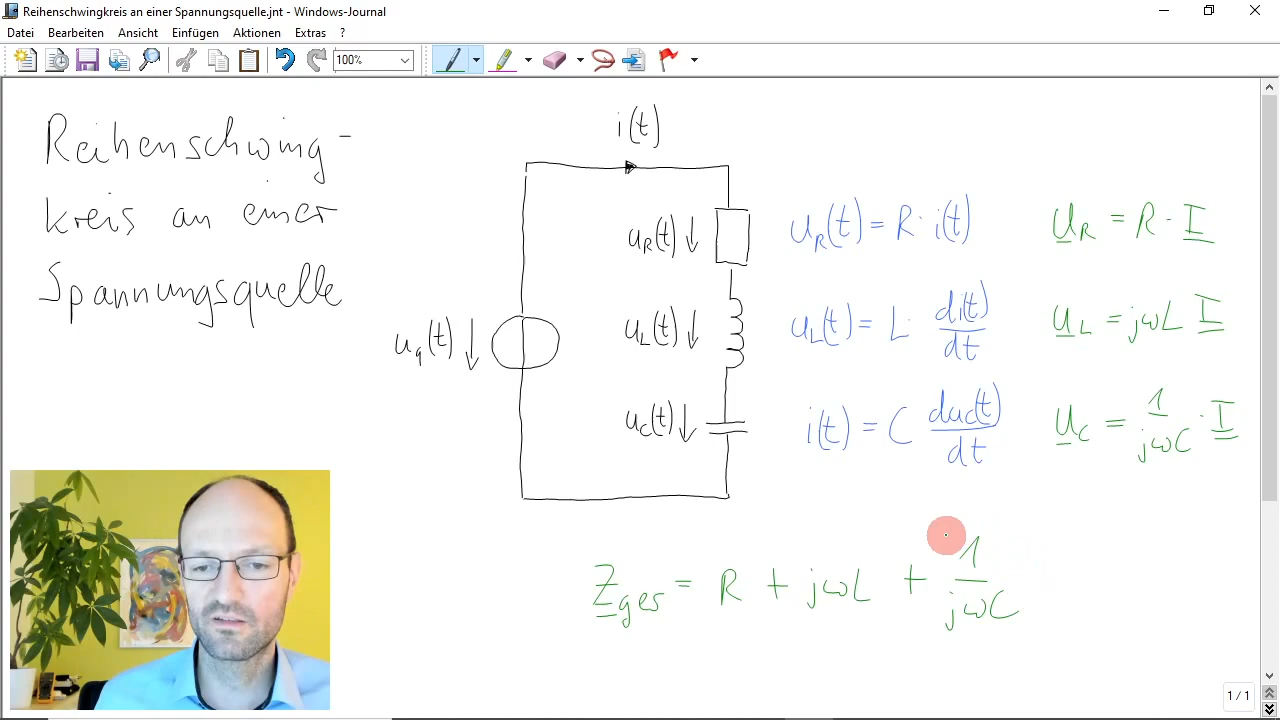 Reihenschwingkreis an einer Spannungsquelle.jnt - Windows-Journal
Datei Bearbeiten Ansicht Einfügen Aktionen Extras ?
100%
Reihenschwing-
kreis an einer
Spannungsquelle
i(t)
u_q(t)↓
u_R(t)↓
u_L(t)↓
u_C(t)↓
u_R(t) = R · i(t)
U_R = R · I
u_L(t) = L · di(t)/dt
U_L = jωL I
i(t) = C du_C(t)/dt
U_C = 1/jωC · I
Z_ges = R + jωL + 1/jωC
1 / 1